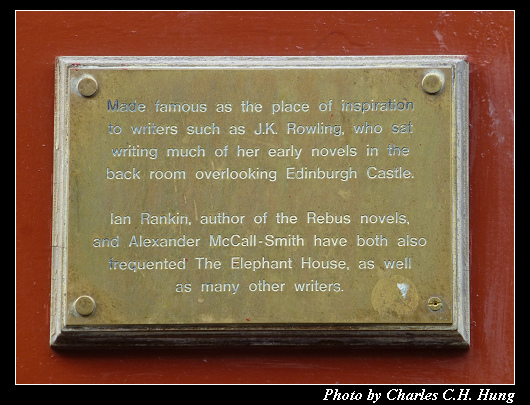 Made famous as the place of inspiration
to writers such as J.K. Rowling, who sat
writing much of her early novels in the
back room overlooking Edinburgh Castle.
Ian Rankin, author of the Rebus novels,
and Alexander McCall-Smith have both also
frequented The Elephant House, as well
as many other writers.
Photo by Charles C.H. Hung